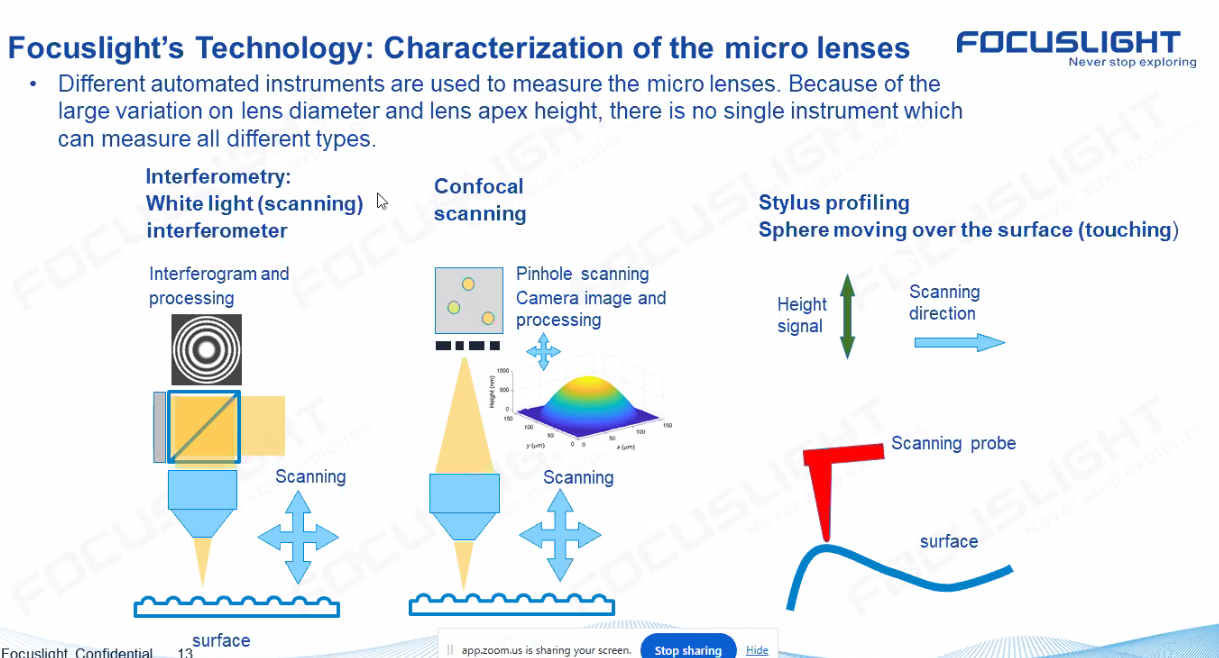 Focuslight's Technology: Characterization of the micro lenses
FOCUSLIGHT
Never stop exploring
• Different automated instruments are used to measure the micro lenses. Because of the
large variation on lens diameter and lens apex height, there is no single instrument which
can measure all different types.
Interferometry:
White light (scanning)
interferometer
Interferogram and
processing
Scanning
surface
Confocal
scanning
Pinhole scanning
Camera image and
processing
Height (nm)
1000
500
0
150
100
50
0
y (μm)
0
50
100
150
x (μm)
Scanning
Stylus profiling
Sphere moving over the surface (touching)
Height
signal
Scanning
direction
Scanning probe
surface
Focuslight Confidential 13
app.zoom.us is sharing your screen.
Stop sharing
Hide